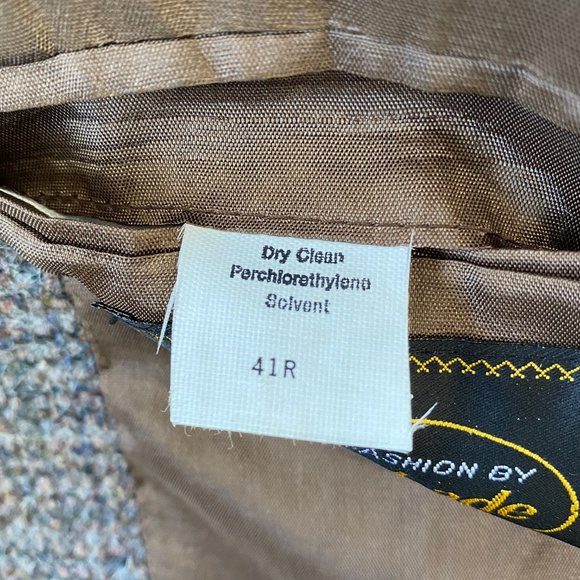 Dry Clean
Perchlorethylene
Solvent
41R
FASHION BY